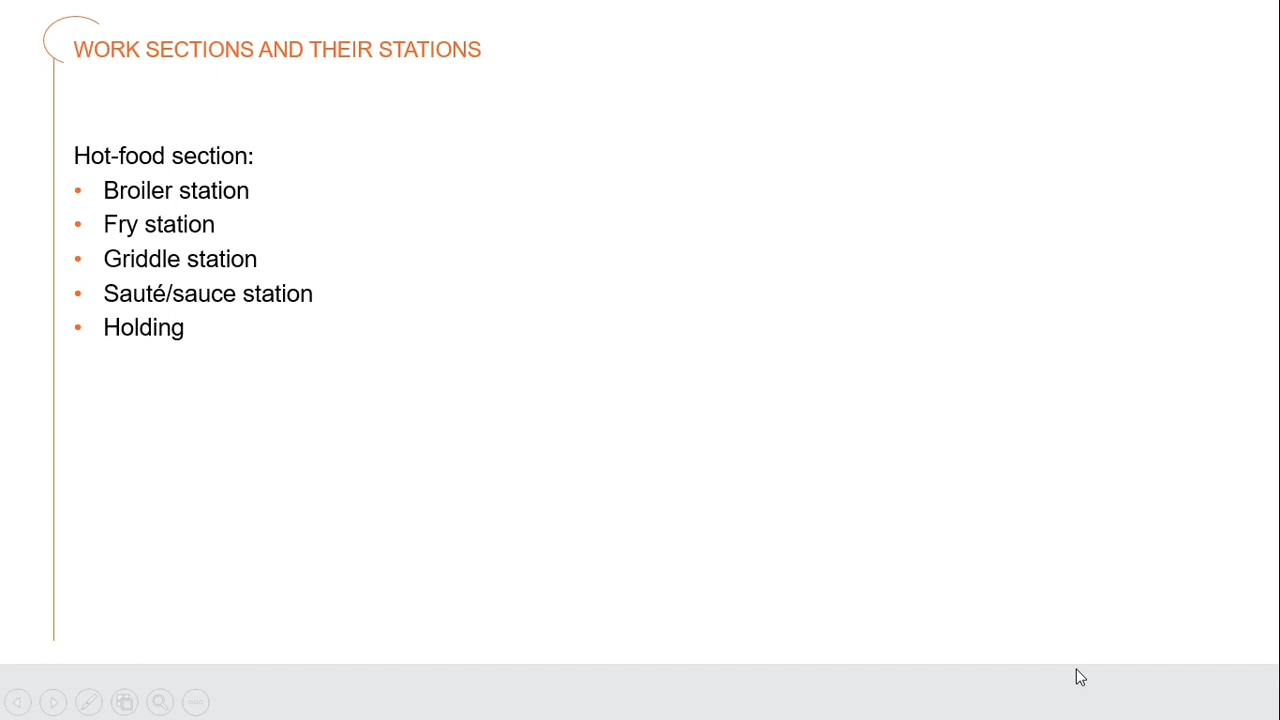 WORK SECTIONS AND THEIR STATIONS
Hot-food section:
• Broiler station
• Fry station
• Griddle station
• Sauté/sauce station
• Holding